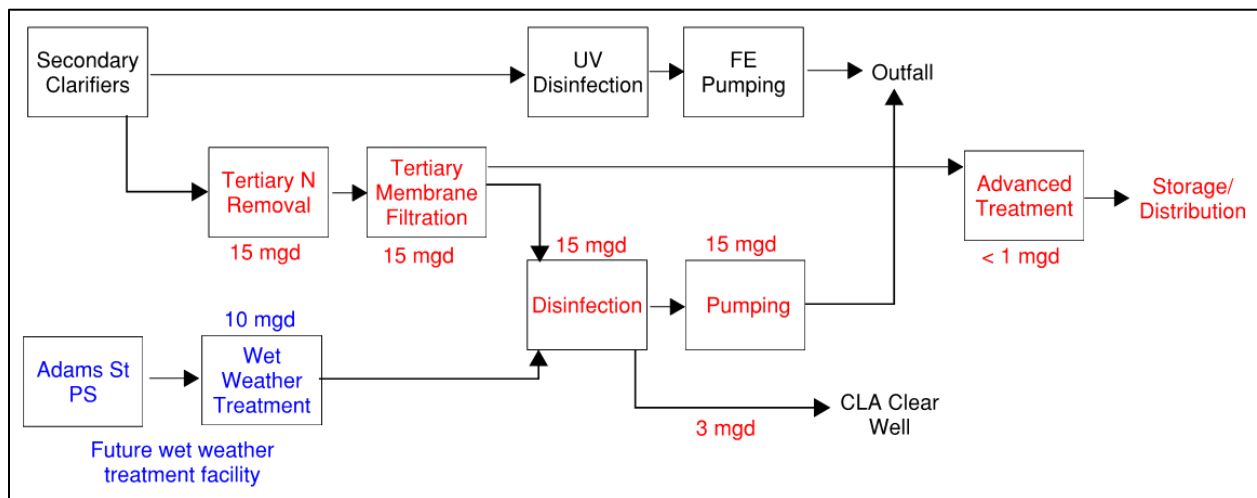 Secondary
Clarifiers
UV
Disinfection
FE
Pumping
Outfall
Tertiary N
Removal
15 mgd
Tertiary
Membrane
Filtration
15 mgd
Advanced
Treatment
< 1 mgd
Storage/
Distribution
15 mgd
Disinfection
15 mgd
Pumping
Adams St
PS
10 mgd
Wet
Weather
Treatment
Future wet weather
treatment facility
3 mgd
CLA Clear
Well